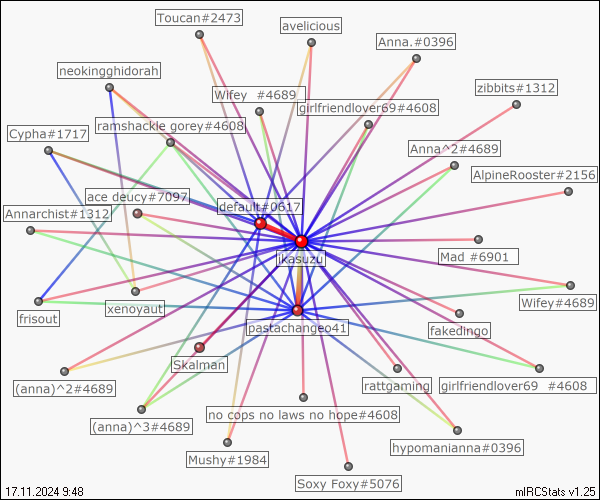 Toucan#2473
avelicious
Anna.#0396
neokingghidorah
Wifey #4689
girlfriendlover69#4608
zibbits#1312
Cypha#1717
ramshackle gorey#4608
Anna^2#4689
AlpineRooster#2156
ace deucy#7097
default#0617
Annarchist#1312
ikasuzu
Mad #6901
frisout
xenoyaut
pastachangeo41
fakedingo
Wifey#4689
Skalman
(anna)^2#4689
rattgaming
girlfriendlover69 #4608
no cops no laws no hope#4608
(anna)^3#4689
hypomanianna#0396
Mushy#1984
Soxy Foxy#5076
17.11.2024 9:48
mIRCStats v1.25